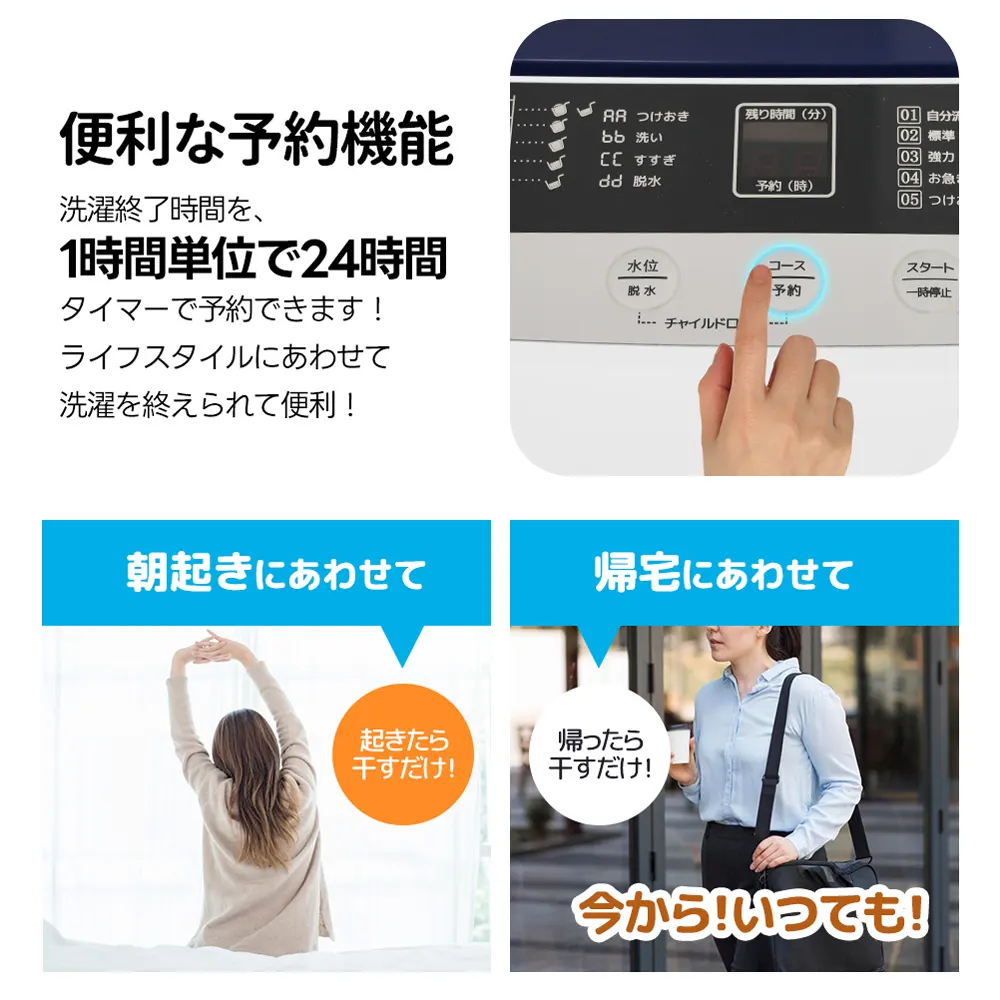 便利な予約機能
洗濯終了時間を、
1時間単位で24時間
タイマーで予約できます！
ライフスタイルにあわせて
洗濯を終えられて便利！
AA つけおき
bb 洗い
CC すすぎ
dd 脱水
残り時間（分）
予約（時）
01 自分流
02 標準
03 強力
04 お急ぎ
05 つけお
水位
脱水
コース
予約
スタート
一時停止
チャイルドロ
朝起きにあわせて
起きたら
干すだけ！
帰宅にあわせて
帰ったら
干すだけ！
今から！いつても！